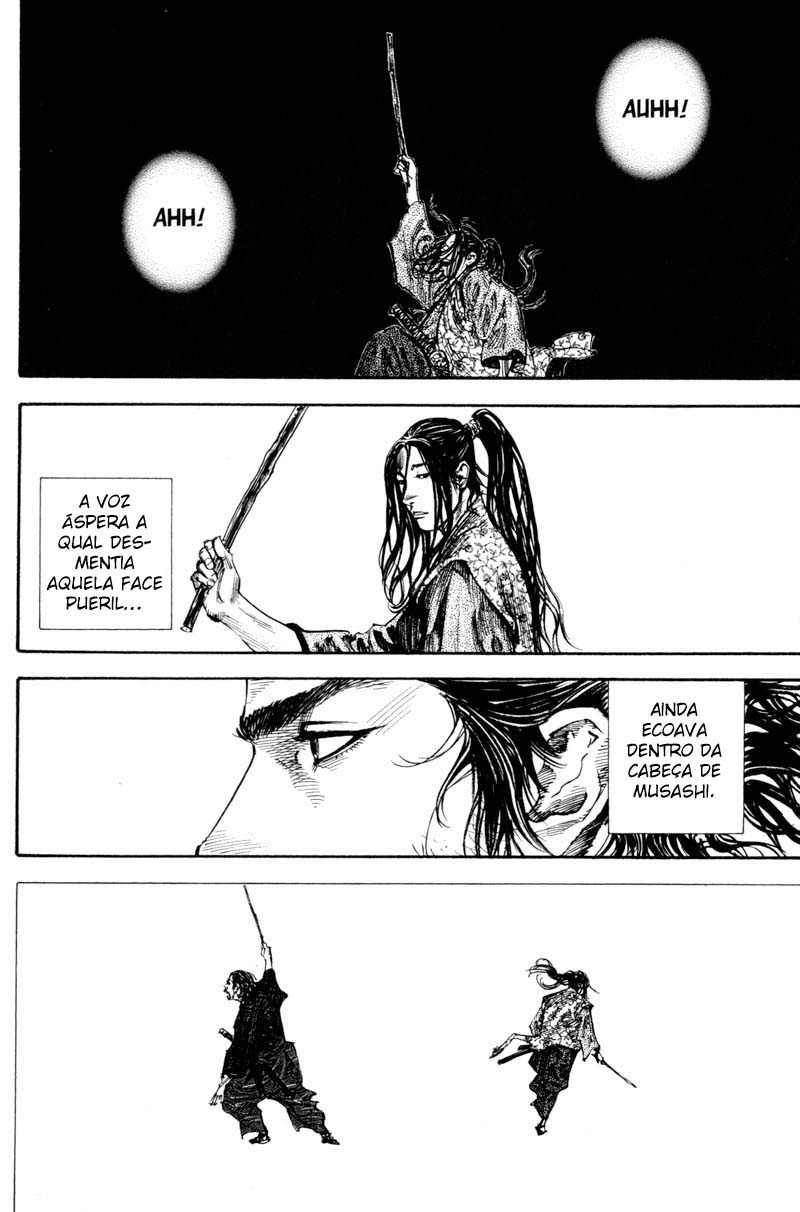 AUHH!
AHH!
A VOZ
ÁSPERA A
QUAL DES-
MENTIA
AQUELA FACE
PUERIL...
AINDA
ECOAVA
DENTRO DA
CABEÇA DE
MUSASHI.